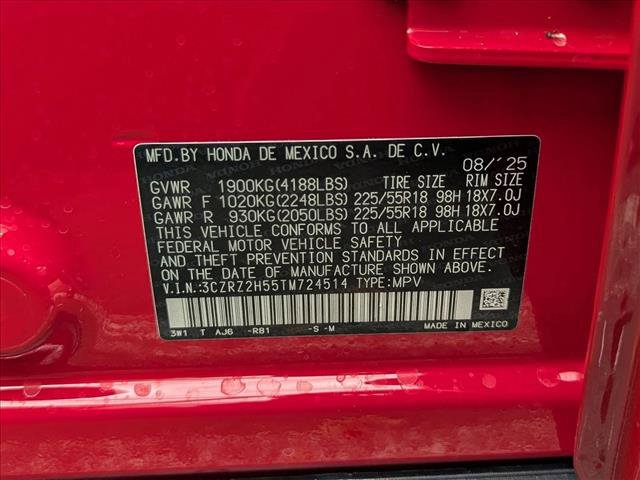 MFD.BY HONDA DE MEXICO S.A. DE C.V.
08/'25
GVWR 1900KG(4188LBS) TIRE SIZE RIM SIZE
GAWR F 1020KG(2248LBS) 225/55R18 98H 18X7.0J
GAWR R 930KG(2050LBS) 225/55R18 98H 18X7.0J
THIS VEHICLE CONFORMS TO ALL APPLICABLE
FEDERAL MOTOR VEHICLE SAFETY
AND THEFT PREVENTION STANDARDS IN EFFECT
ON THE DATE OF MANUFACTURE SHOWN ABOVE.
V.I.N.:3CZRZ2H55TM724514 TYPE:MPV
3W1 T AJ6 -RB1 -S -M MADE IN MEXICO